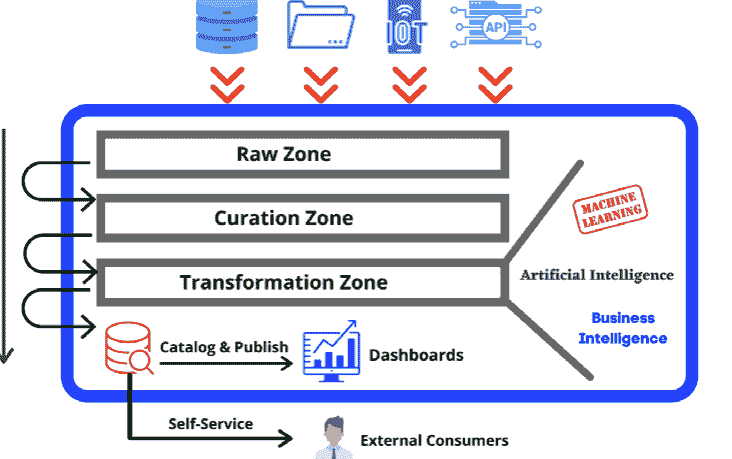 IOT
API
Raw Zone
Curation Zone
MACHINE
LEARNING
Transformation Zone
Artificial Intelligence
Business
Intelligence
Catalog & Publish
Dashboards
Self-Service
External Consumers